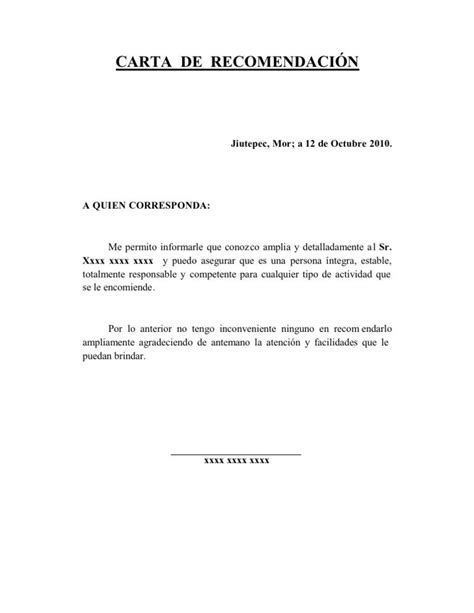 CARTA DE RECOMENDACIÓN
Jiutepec, Mor; a 12 de Octubre 2010.
A QUIEN CORRESPONDA:
Me permito informarle que conozco amplia y detalladamente al Sr.
Xxxx xxxx xxxx y puedo asegurar que es una persona íntegra, estable,
totalmente responsable y competente para cualquier tipo de actividad que
se le encomiende.
Por lo anterior no tengo inconveniente ninguno en recom endarlo
ampliamente agradeciendo de antemano la atención y facilidades que le
puedan brindar.
xxxx xxxx xxxx